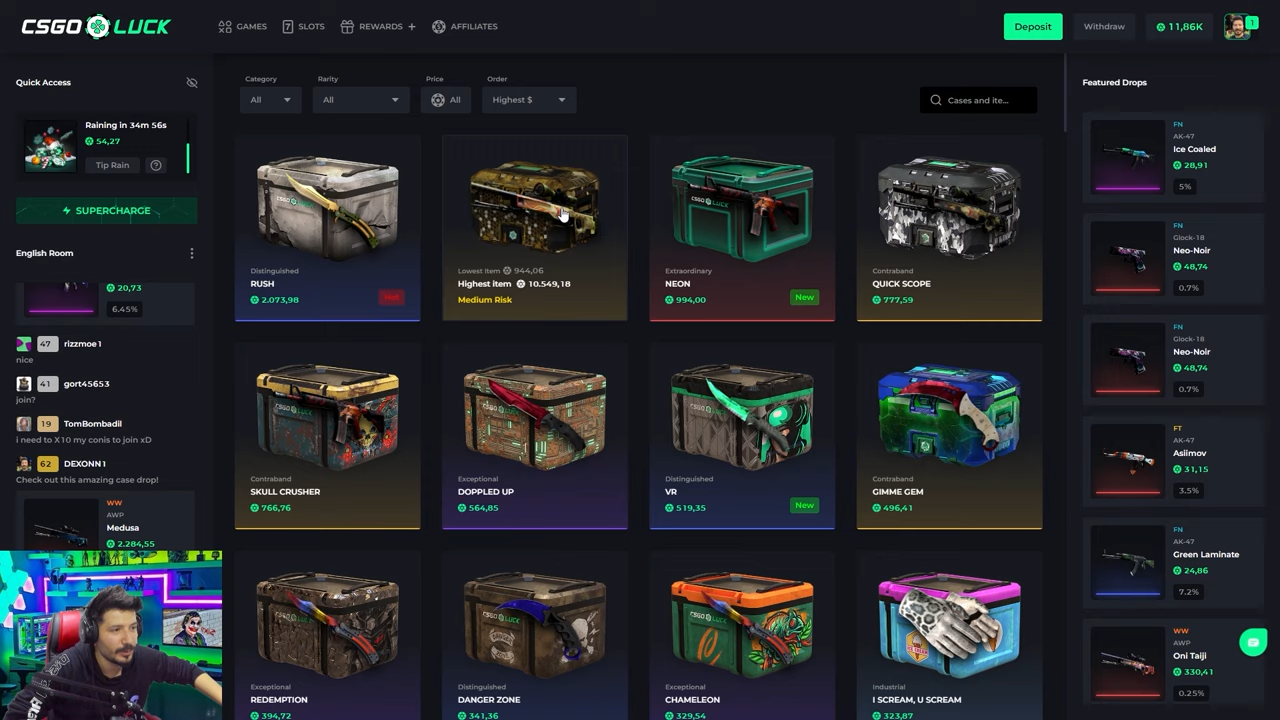 CSGO LUCK
GAMES
SLOTS
REWARDS +
AFFILIATES
Deposit
Withdraw
11,86K
1
Quick Access
Raining in 34m 56s
54,27
Tip Rain
?
SUPERCHARGE
English Room
20,73
6.45%
47 rizzmoe1
nice
41 gort45653
join?
19 TomBombadil
i need to X10 my conis to join xD
62 DEXONN1
Check out this amazing case drop!
WW
AWP
Medusa
2.284,55
Category
All
Rarity
All
Price
All
Order
Highest $
Cases and ite...
Distinguished
RUSH
2.073,98
Hot
Lowest Item 944,06
Highest item 10.549,18
Medium Risk
Extraordinary
NEON
994,00
New
Contraband
QUICK SCOPE
777,59
Contraband
SKULL CRUSHER
766,76
Exceptional
DOPPLED UP
564,85
Distinguished
VR
519,35
New
Contraband
GIMME GEM
496,41
Exceptional
REDEMPTION
394,72
Distinguished
DANGER ZONE
341,36
Exceptional
CHAMELEON
329,54
Industrial
I SCREAM, U SCREAM
323,87
Featured Drops
FN
AK-47
Ice Coaled
28,91
5%
FN
Glock-18
Neo-Noir
48,74
0.7%
FN
Glock-18
Neo-Noir
48,74
0.7%
FT
AK-47
Asiimov
31,15
3.5%
FN
AK-47
Green Laminate
24,86
7.2%
WW
AWP
Oni Taiji
330,41
0.25%